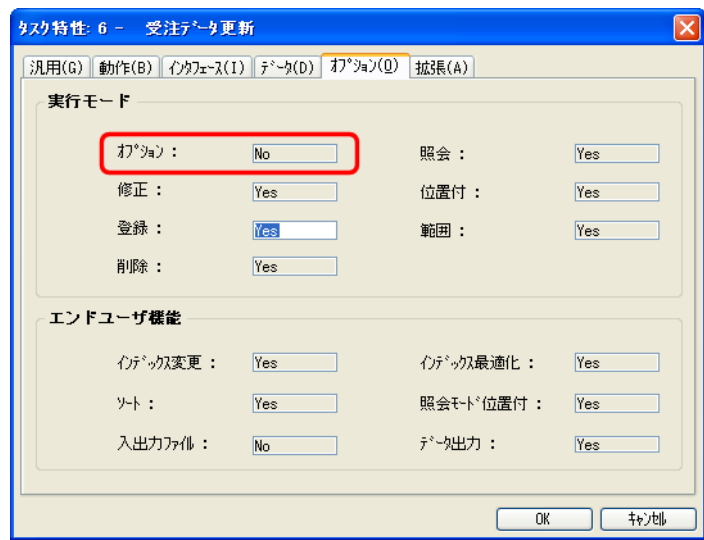 ﾀｽｸ特性: 6 - 受注ﾃﾞｰﾀ更新
汎用(G) 動作(B) ｲﾝﾀﾌｪｰｽ(I) ﾃﾞｰﾀ(D) ｵﾌﾟｼｮﾝ(O) 拡張(A)
実行モード
ｵﾌﾟｼｮﾝ： No 照会： Yes
修正： Yes 位置付： Yes
登録： Yes 範囲： Yes
削除： Yes
エンドユーザ機能
ｲﾝﾃﾞｯｸｽ変更： Yes ｲﾝﾃﾞｯｸｽ最適化： Yes
ｿｰﾄ： Yes 照会ﾓｰﾄﾞ位置付： Yes
入出力ﾌｧｲﾙ： No ﾃﾞｰﾀ出力： Yes
OK ｷｬﾝｾﾙ